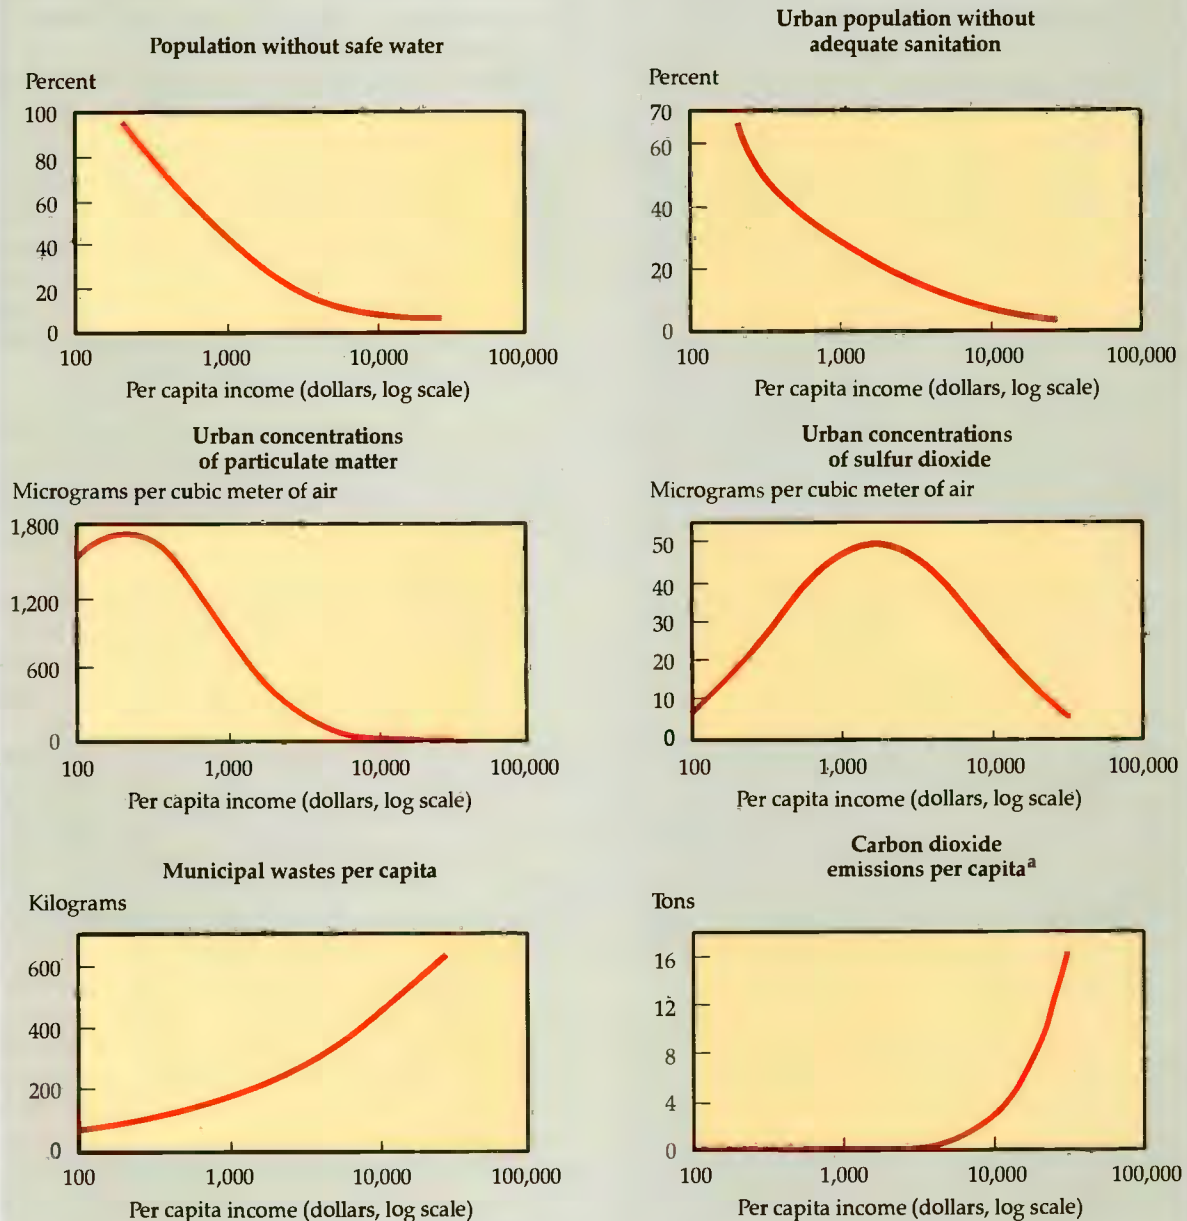 Population without safe water
Percent
100
80
60
40
20
0
100 1,000 10,000 100,000
Per capita income (dollars, log scale)
Urban population without
adequate sanitation
Percent
70
60
40
20
0
100 1,000 10,000 100,000
Per capita income (dollars, log scale)
Urban concentrations
of particulate matter
Micrograms per cubic meter of air
1,800
1,200
600
0
100 1,000 10,000 100,000
Per capita income (dollars, log scale)
Urban concentrations
of sulfur dioxide
Micrograms per cubic meter of air
50
40
30
20
10
0
100 1,000 10,000 100,000
Per capita income (dollars, log scale)
Municipal wastes per capita
Kilograms
600
400
200
0
100 1,000 10,000 100,000
Per capita income (dollars, log scale)
Carbon dioxide
emissions per capitaᵃ
Tons
16
12
8
4
0
100 1,000 10,000 100,000
Per capita income (dollars, log scale)